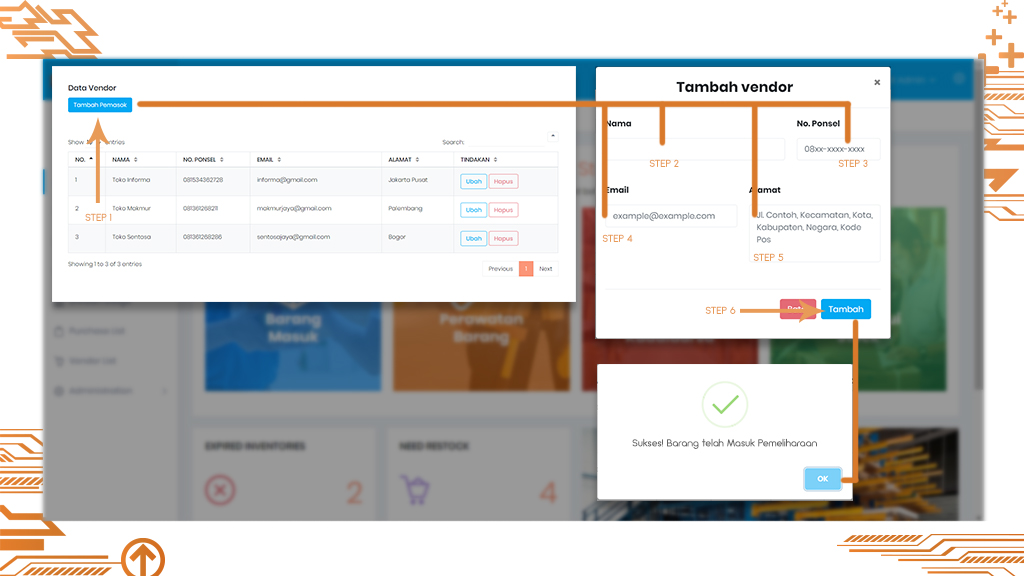 Data Vendor
Tambah Pemasok
Show entries
Search:
NO. NAMA NO. PONSEL EMAIL ALAMAT TINDAKAN
1 Toko Informa 081534362728 informa@gmail.com Jakarta Pusat Ubah Hapus
2 Toko Makmur 081361268211 makmurjaya@gmail.com Palembang Ubah Hapus
3 Toko Sentosa 081361269286 sentosajaya@gmail.com Bogor Ubah Hapus
Showing 1 to 3 of 3 entries
Previous 1 Next
STEP 1
Tambah vendor
×
Nama
No. Ponsel
08xx-xxxx-xxxx
STEP 2
STEP 3
Email
Alamat
example@example.com
Jl. Contoh, Kecamatan, Kota,
Kabupaten, Negara, Kode
Pos
STEP 4
STEP 5
STEP 6
Tambah
Sukses! Barang telah Masuk Pemeliharaan
OK
Barang
Masuk
Perawatan
Barang
Purchase List
Vendor List
Administration
EXPIRED INVENTORIES
2
NEED RESTOCK
4